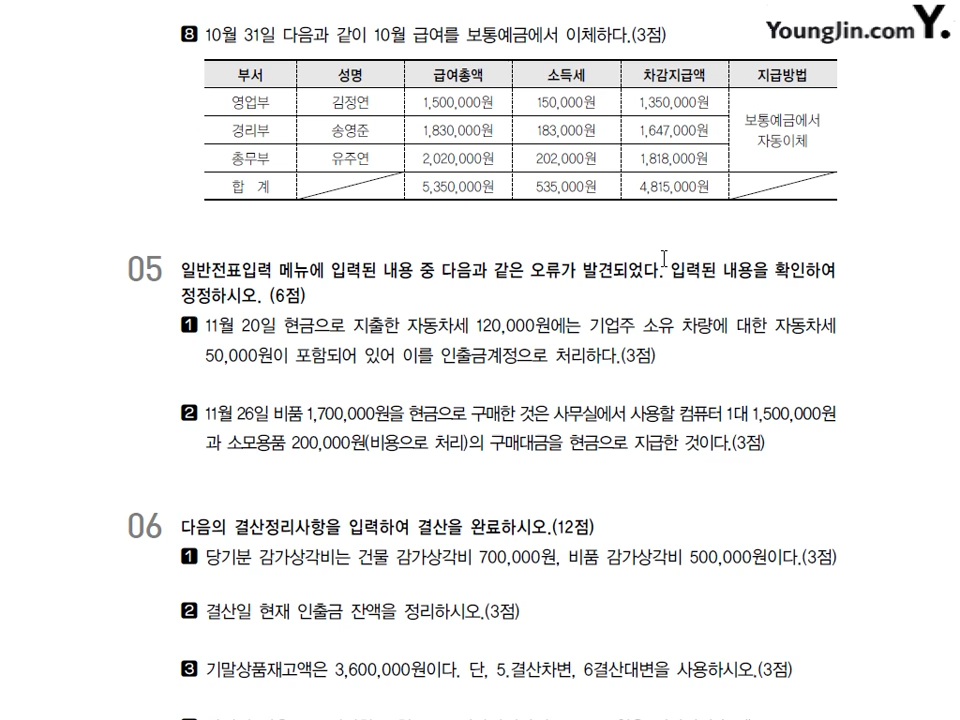 YoungJin.com Y.
8 10월 31일 다음과 같이 10월 급여를 보통예금에서 이체하다.(3점)
부서 성명 급여총액 소득세 차감지급액 지급방법
영업부 김정연 1,500,000원 150,000원 1,350,000원 보통예금에서 자동이체
경리부 송영준 1,830,000원 183,000원 1,647,000원
총무부 유주연 2,020,000원 202,000원 1,818,000원
합 계 5,350,000원 535,000원 4,815,000원
05 일반전표입력 메뉴에 입력된 내용 중 다음과 같은 오류가 발견되었다. 입력된 내용을 확인하여
정정하시오. (6점)
1 11월 20일 현금으로 지출한 자동차세 120,000원에는 기업주 소유 차량에 대한 자동차세
50,000원이 포함되어 있어 이를 인출금계정으로 처리하다.(3점)
2 11월 26일 비품 1,700,000원을 현금으로 구매한 것은 사무실에서 사용할 컴퓨터 1대 1,500,000원
과 소모용품 200,000원(비용으로 처리)의 구매대금을 현금으로 지급한 것이다.(3점)
06 다음의 결산정리사항을 입력하여 결산을 완료하시오.(12점)
1 당기분 감가상각비는 건물 감가상각비 700,000원, 비품 감가상각비 500,000원이다.(3점)
2 결산일 현재 인출금 잔액을 정리하시오.(3점)
3 기말상품재고액은 3,600,000원이다. 단, 5.결산차변, 6결산대변을 사용하시오.(3점)